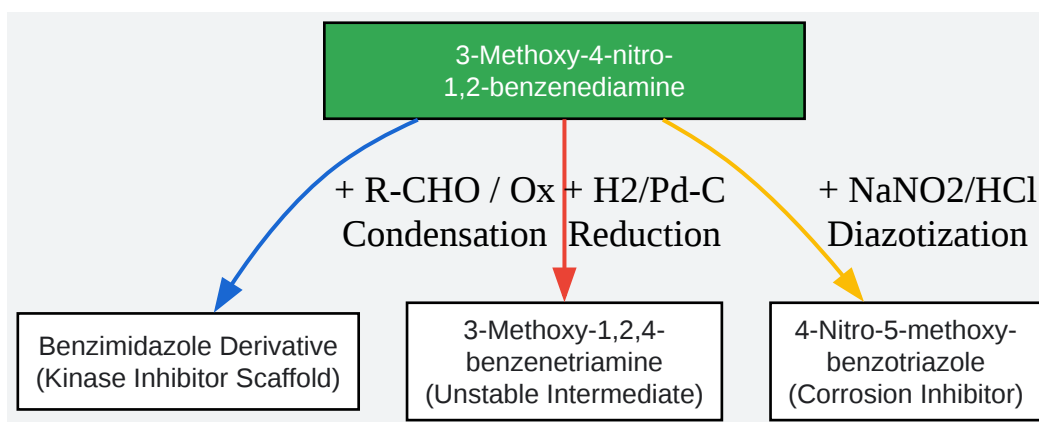 3-Methoxy-4-nitro-
1,2-benzenediamine
+ R-CHO / Ox
Condensation
+ H2/Pd-C
Reduction
+ NaNO2/HCl
Diazotization
Benzimidazole Derivative
(Kinase Inhibitor Scaffold)
3-Methoxy-1,2,4-
benzenetriamine
(Unstable Intermediate)
4-Nitro-5-methoxy-
benzotriazole
(Corrosion Inhibitor)